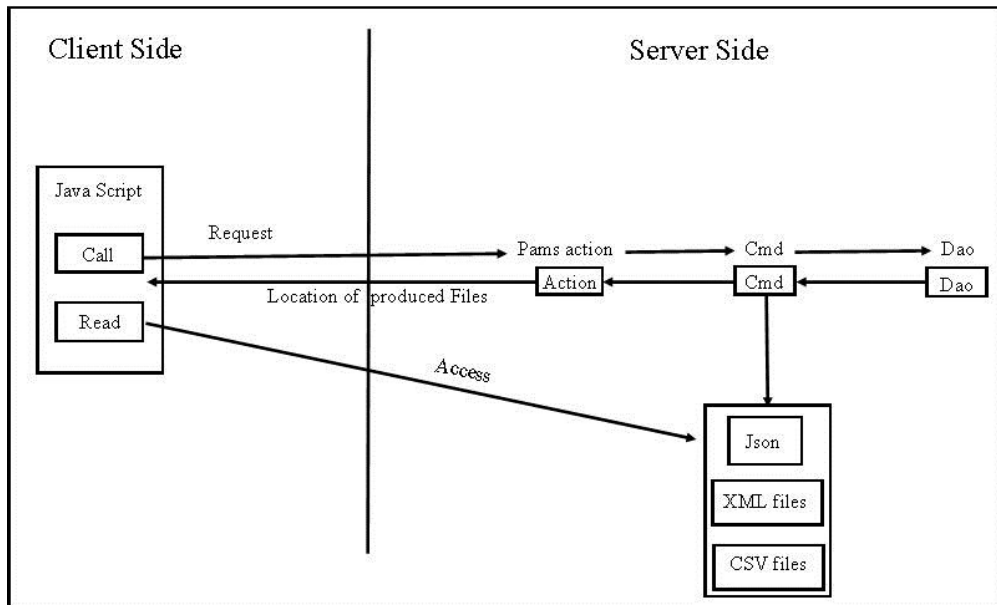 Client Side
Server Side
Java Script
Call
Read
Request
Location of produced Files
Access
Pams action
Cmd
Dao
Action
Cmd
Dao
Json
XML files
CSV files